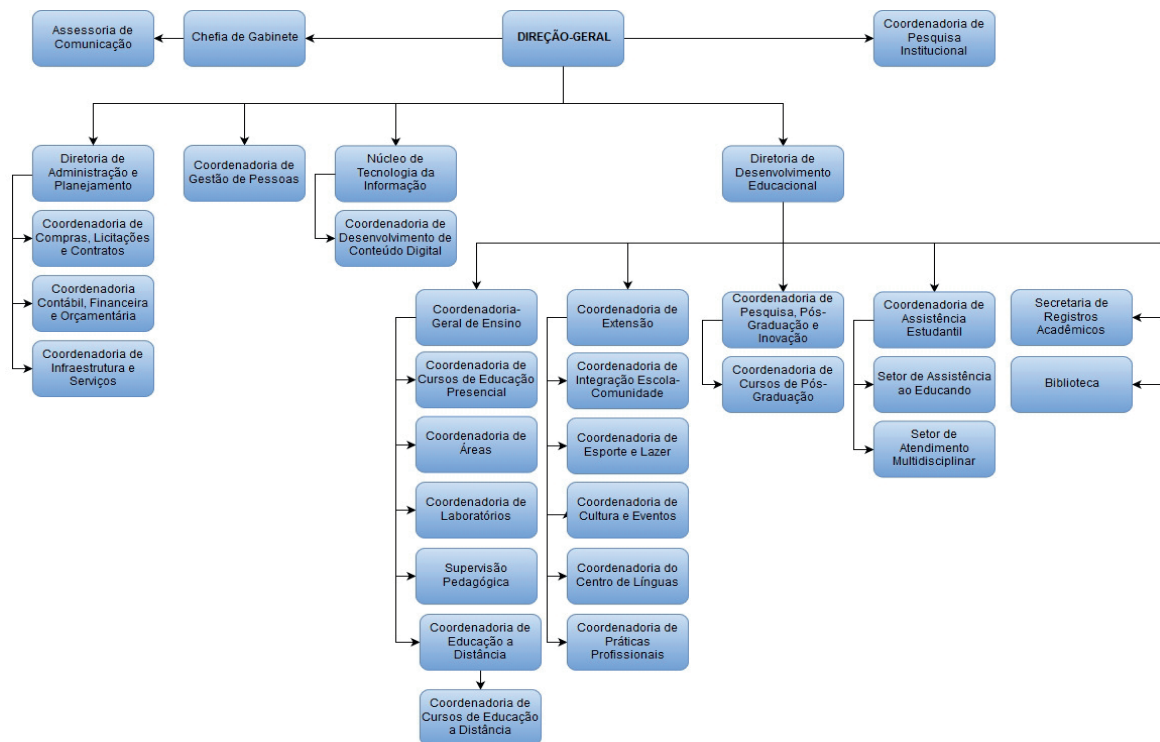 Assessoria de
Comunicação
Chefia de Gabinete
DIREÇÃO-GERAL
Coordenadoria de
Pesquisa
Institucional
Diretoria de
Administração e
Planejamento
Coordenadoria de
Gestão de Pessoas
Núcleo de
Tecnologia da
Informação
Diretoria de
Desenvolvimento
Educacional
Coordenadoria de
Compras, Licitações
e Contratos
Coordenadoria de
Desenvolvimento de
Conteúdo Digital
Coordenadoria
Contábil, Financeira
e Orçamentária
Coordenadoria de
Infraestrutura e
Serviços
Coordenadoria-
Geral de Ensino
Coordenadoria de
Extensão
Coordenadoria de
Pesquisa, Pós-
Graduação e
Inovação
Coordenadoria de
Assistência
Estudantil
Secretaria de
Registros
Acadêmicos
Coordenadoria de
Cursos de Educação
Presencial
Coordenadoria de
Integração Escola-
Comunidade
Coordenadoria de
Cursos de Pós-
Graduação
Setor de Assistência
ao Educando
Biblioteca
Coordenadoria de
Áreas
Coordenadoria de
Esporte e Lazer
Setor de
Atendimento
Multidisciplinar
Coordenadoria de
Laboratórios
Coordenadoria de
Cultura e Eventos
Supervisão
Pedagógica
Coordenadoria do
Centro de Línguas
Coordenadoria de
Educação a
Distância
Coordenadoria de
Práticas
Profissionais
Coordenadoria de
Cursos de Educação
a Distância